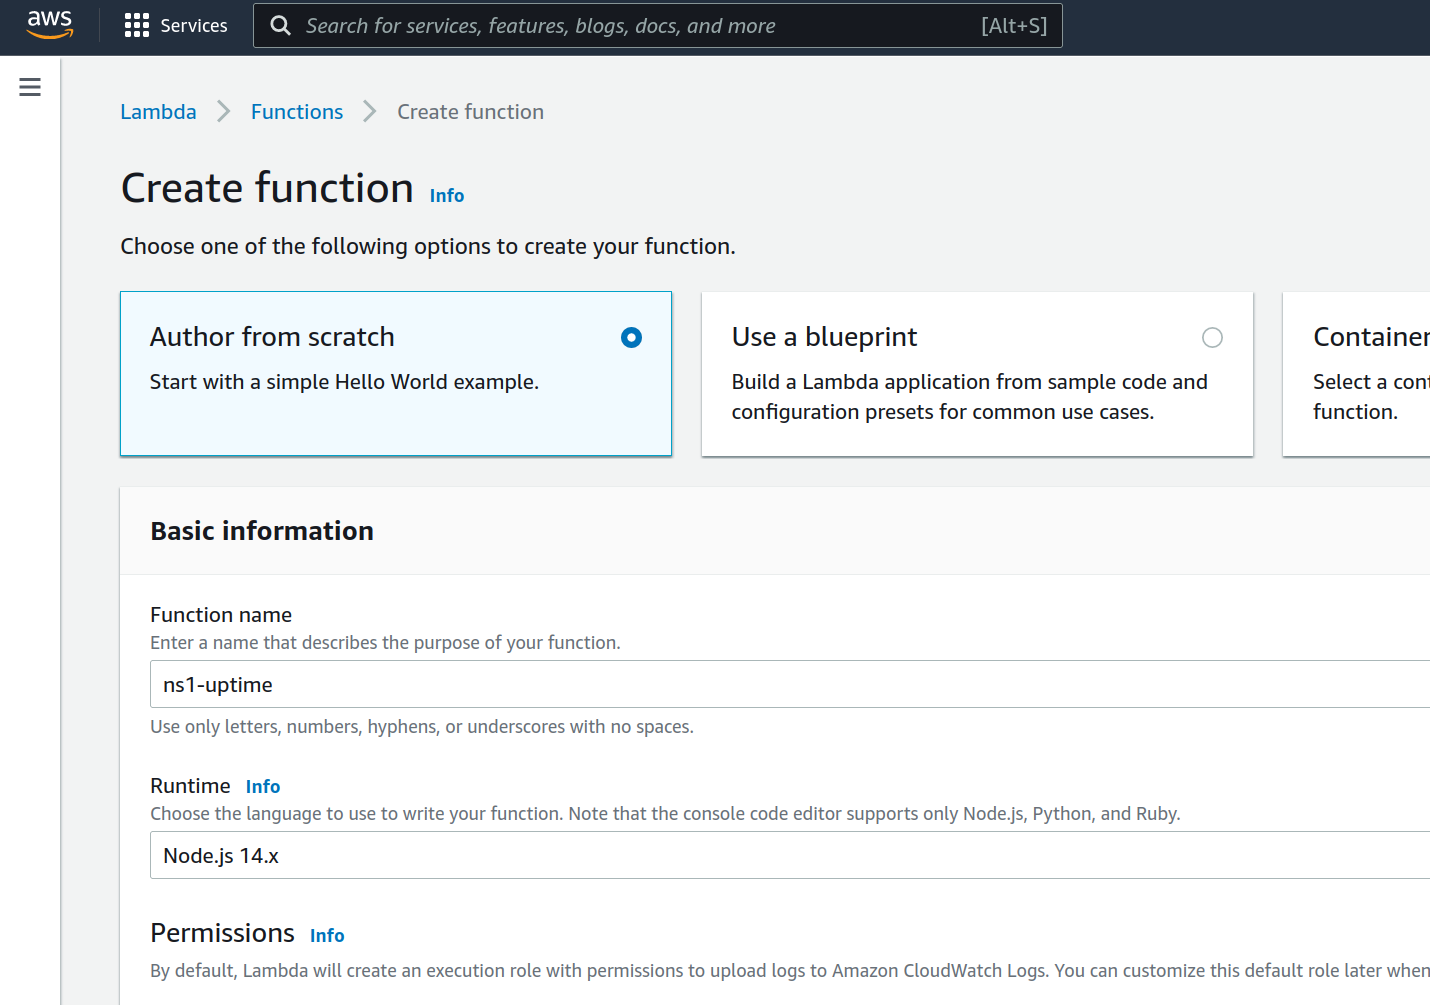 aws
Services
Search for services, features, blogs, docs, and more [Alt+S]
Lambda > Functions > Create function
Create function Info
Choose one of the following options to create your function.
Author from scratch
Start with a simple Hello World example.
Use a blueprint
Build a Lambda application from sample code and
configuration presets for common use cases.
Container
Select a cont
function.
Basic information
Function name
Enter a name that describes the purpose of your function.
ns1-uptime
Use only letters, numbers, hyphens, or underscores with no spaces.
Runtime Info
Choose the language to use to write your function. Note that the console code editor supports only Node.js, Python, and Ruby.
Node.js 14.x
Permissions Info
By default, Lambda will create an execution role with permissions to upload logs to Amazon CloudWatch Logs. You can customize this default role later when